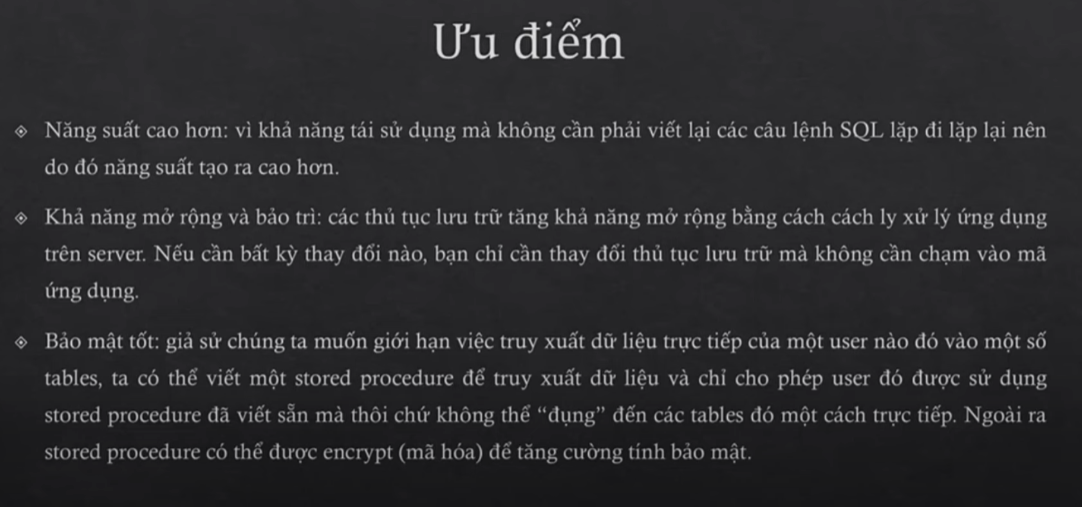 Ưu điểm
Năng suất cao hơn: vì khả năng tái sử dụng mà không cần phải viết lại các câu lệnh SQL lặp đi lặp lại nên
do đó năng suất tạo ra cao hơn.
Khả năng mở rộng và bảo trì: các thủ tục lưu trữ tăng khả năng mở rộng bằng cách cách ly xử lý ứng dụng
trên server. Nếu cần bất kỳ thay đổi nào, bạn chỉ cần thay đổi thủ tục lưu trữ mà không cần chạm vào mã
ứng dụng.
Bảo mật tốt: giả sử chúng ta muốn giới hạn việc truy xuất dữ liệu trực tiếp của một user nào đó vào một số
tables, ta có thể viết một stored procedure để truy xuất dữ liệu và chỉ cho phép user đó được sử dụng
stored procedure đã viết sẵn mà thôi chứ không thể “đụng” đến các tables đó một cách trực tiếp. Ngoài ra
stored procedure có thể được encrypt (mã hóa) để tăng cường tính bảo mật.